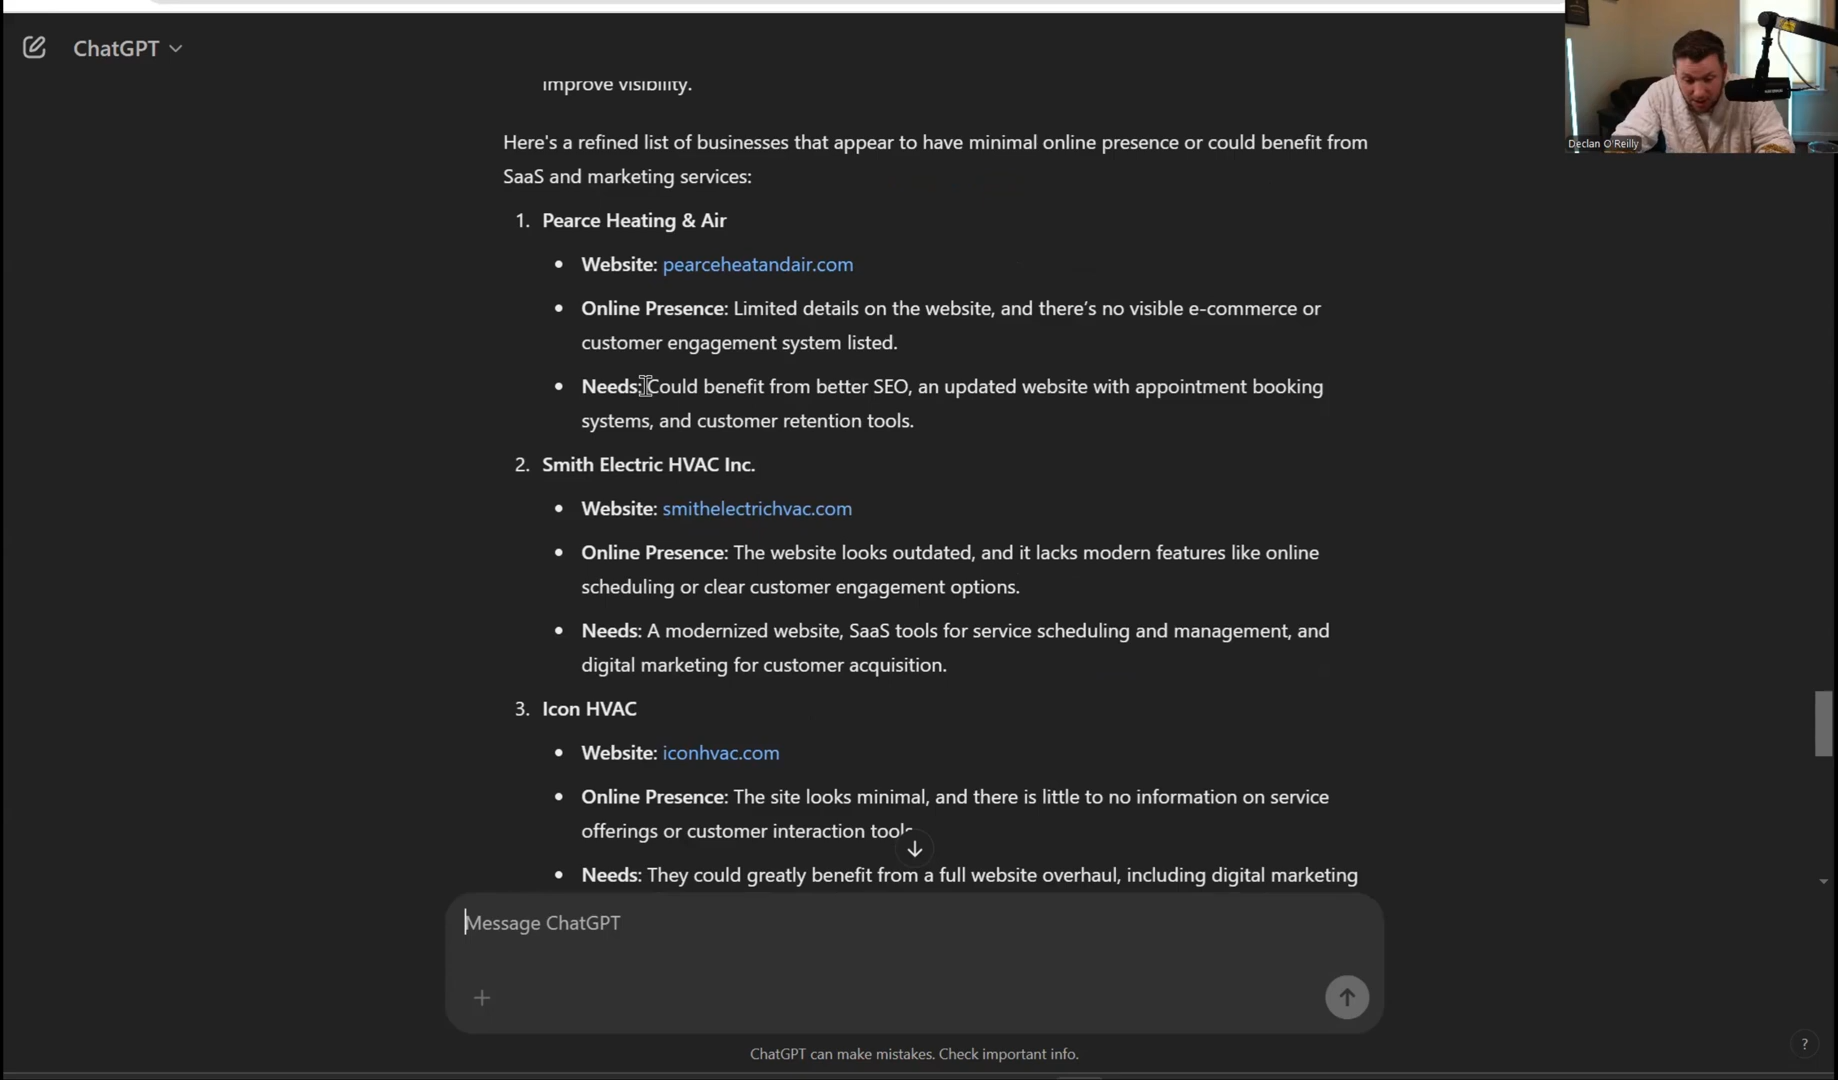 ChatGPT
Declan O'Reilly
improve visibility.
Here's a refined list of businesses that appear to have minimal online presence or could benefit from
SaaS and marketing services:
1. Pearce Heating & Air
• Website: pearceheatandair.com
• Online Presence: Limited details on the website, and there's no visible e-commerce or
customer engagement system listed.
• Needs: Could benefit from better SEO, an updated website with appointment booking
systems, and customer retention tools.
2. Smith Electric HVAC Inc.
• Website: smithelectrichvac.com
• Online Presence: The website looks outdated, and it lacks modern features like online
scheduling or clear customer engagement options.
• Needs: A modernized website, SaaS tools for service scheduling and management, and
digital marketing for customer acquisition.
3. Icon HVAC
• Website: iconhvac.com
• Online Presence: The site looks minimal, and there is little to no information on service
offerings or customer interaction tools
• Needs: They could greatly benefit from a full website overhaul, including digital marketing
Message ChatGPT
ChatGPT can make mistakes. Check important info.
?